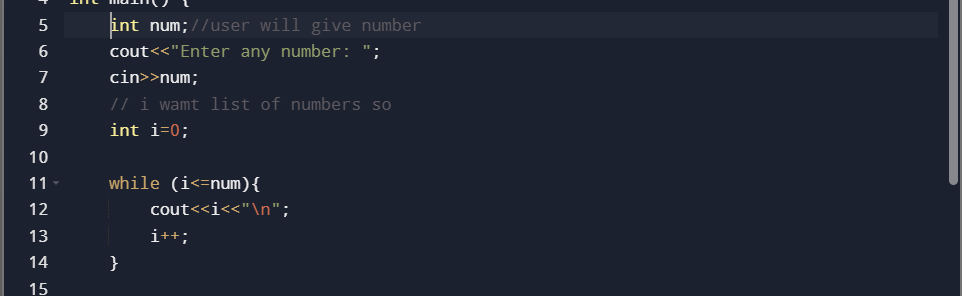 4 int main() {
5 int num;//user will give number
6 cout<<"Enter any number: ";
7 cin>>num;
8 // i wamt list of numbers so
9 int i=0;
10
11 while (i<=num){
12 cout<<i<<"\n";
13 i++;
14 }
15